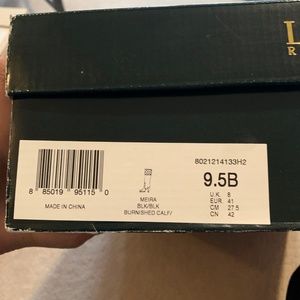 L
R
8021214133H2
9.5B
U.K 8
EUR. 41
CM 27.5
CN 42
MEIRA
BLK/BLK
BURNISHED CALF/
8 85019 95115 0
MADE IN CHINA